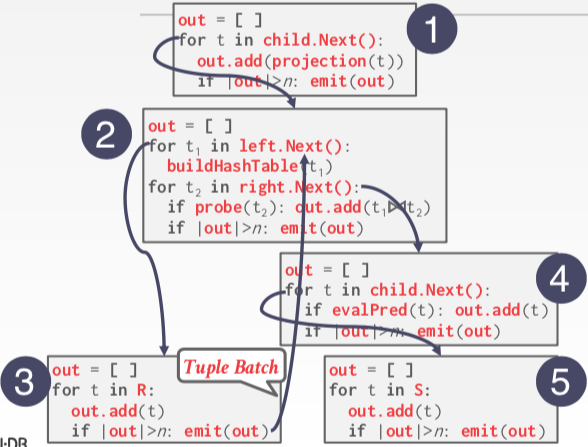 out = [ ]
for t in child.Next():
out.add(projection(t))
if |out|>n: emit(out)
1
2
out = [ ]
for t₁ in left.Next():
buildHashTable(t₁)
for t₂ in right.Next():
if probe(t₂): out.add(t₁⨝t₂)
if |out|>n: emit(out)
out = [ ]
for t in child.Next():
if evalPred(t): out.add(t)
if |out|>n: emit(out)
4
3
out = [ ]
for t in R:
out.add(t)
if |out|>n: emit(out)
Tuple Batch
out = [ ]
for t in S:
out.add(t)
if |out|>n: emit(out)
5